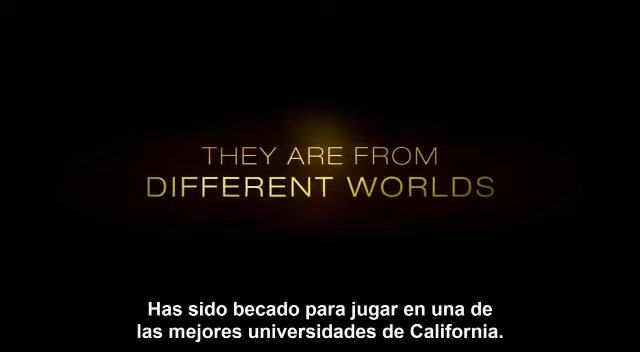 THEY ARE FROM
DIFFERENT WORLDS
Has sido becado para jugar en una de
las mejores universidades de California.